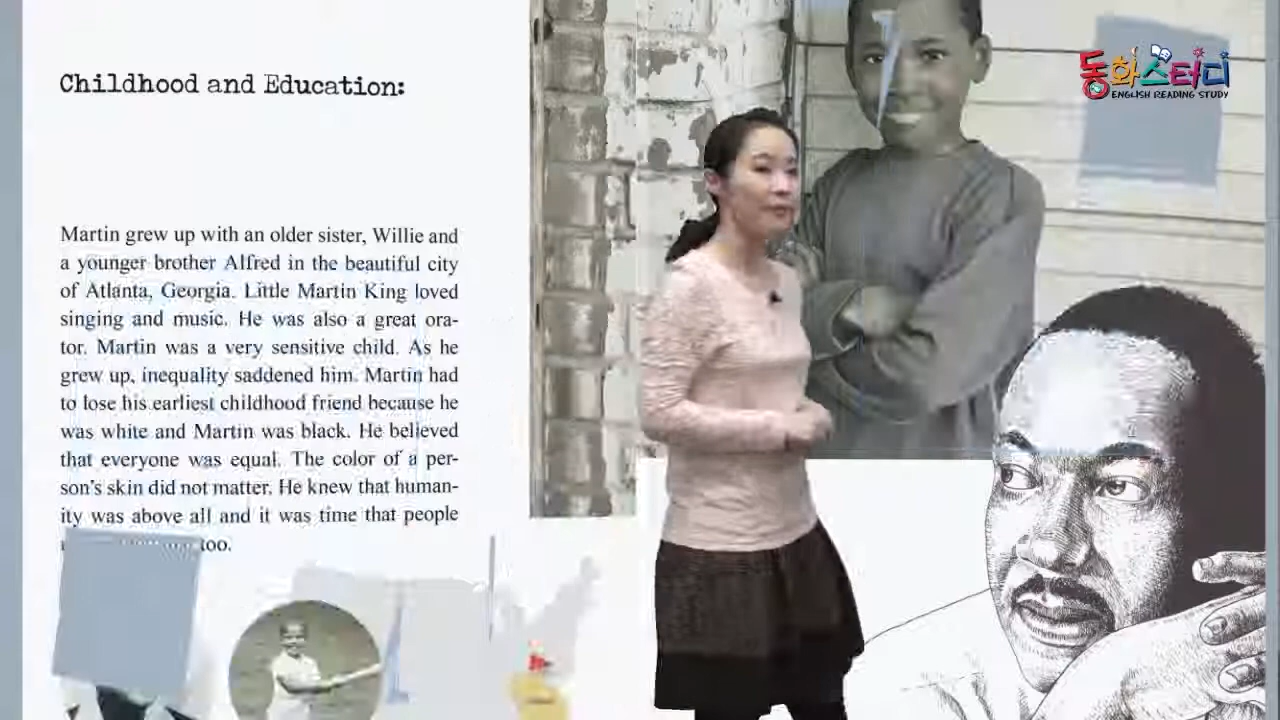 Childhood and Education:
Martin grew up with an older sister, Willie and
a younger brother Alfred in the beautiful city
of Atlanta, Georgia. Little Martin King loved
singing and music. He was also a great ora-
tor. Martin was a very sensitive child. As he
grew up, inequality saddened him. Martin had
to lose his earliest childhood friend because he
was white and Martin was black. He believed
that everyone was equal. The color of a per-
son's skin did not matter. He knew that human-
ity was above all and it was time that people
too.
동화스터디
ENGLISH READING STUDY